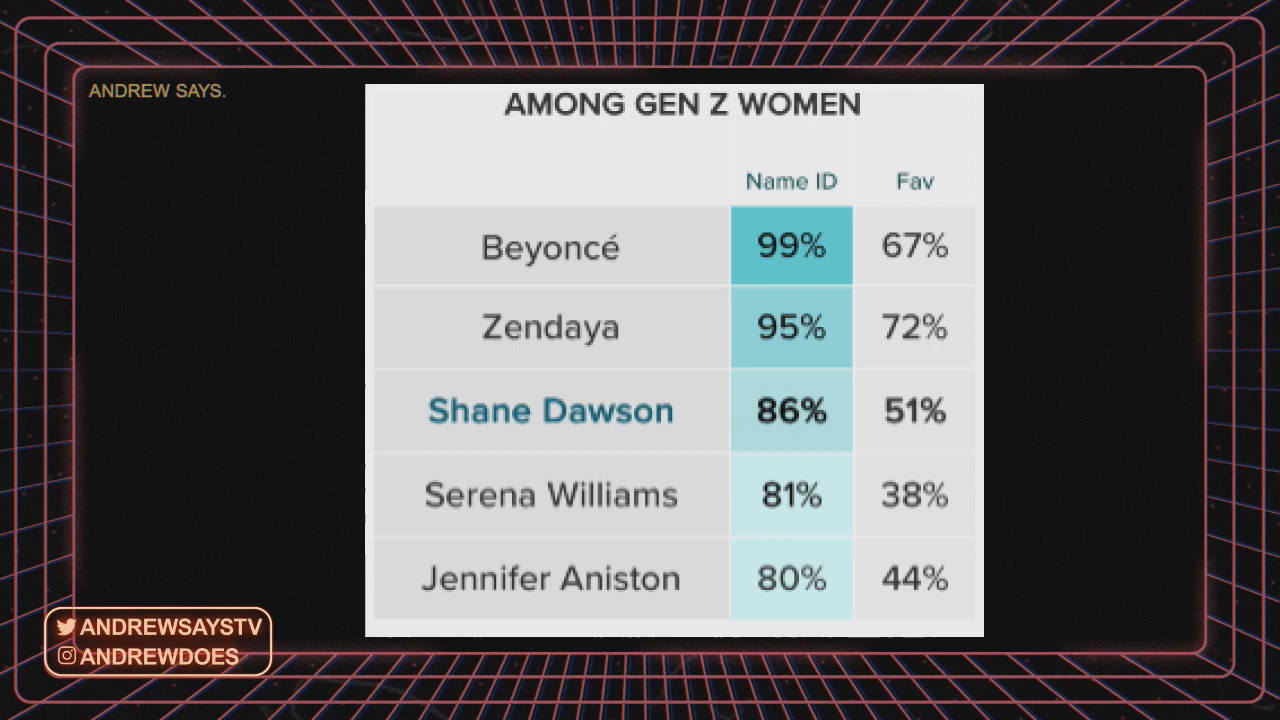 ANDREW SAYS.
AMONG GEN Z WOMEN
Name ID Fav
Beyoncé 99% 67%
Zendaya 95% 72%
Shane Dawson 86% 51%
Serena Williams 81% 38%
Jennifer Aniston 80% 44%
ANDREWSAYSTV
ANDREWDOES